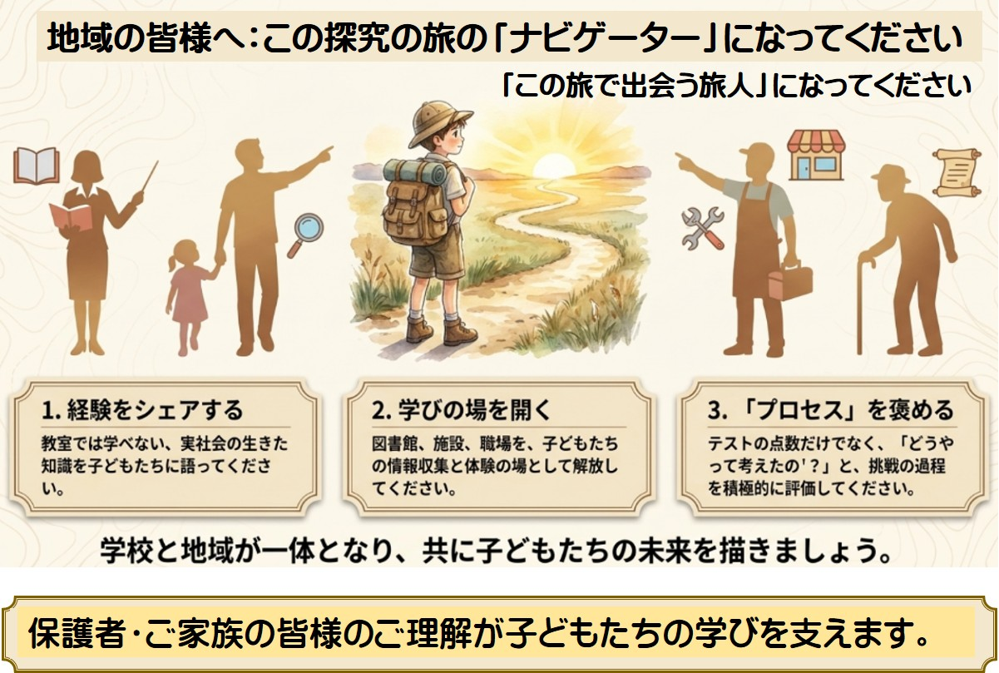 地域の皆様へ：この探究の旅の「ナビゲーター」になってください
「この旅で出会う旅人」になってください
1. 経験をシェアする
教室では学べない、実社会の生きた
知識を子どもたちに語ってくださ
い。
2. 学びの場を開く
図書館、施設、職場を、子どもたち
の情報収集と体験の場として解放し
てください。
3. 「プロセス」を褒める
テストの点数だけでなく、「どうや
って考えたの'？」と、挑戦の過程
を積極的に評価してください。
学校と地域が一体となり、共に子どもたちの未来を描きましょう。
保護者・ご家族の皆様のご理解が子どもたちの学びを支えます。